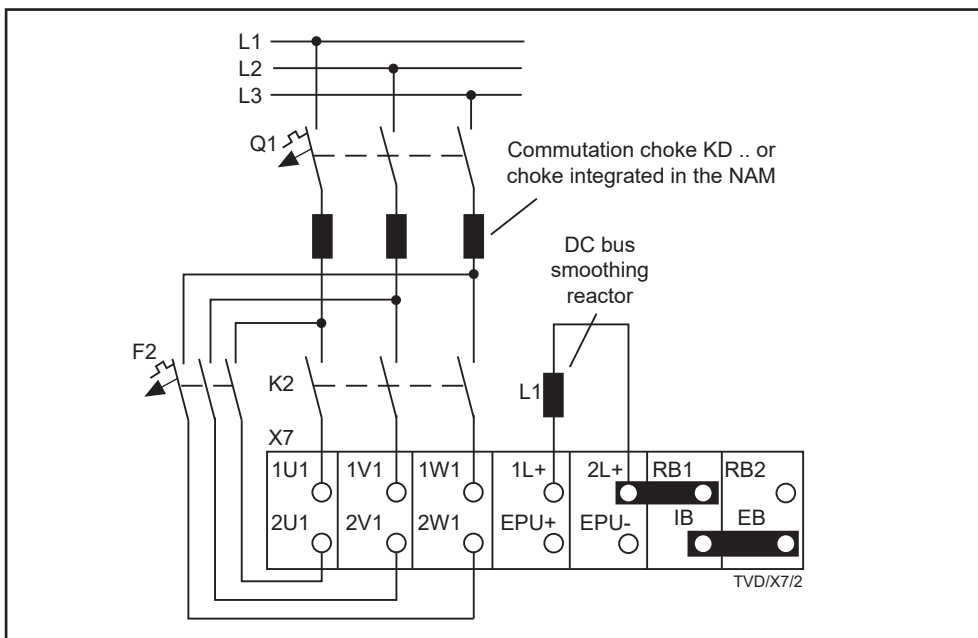 L1
L2
L3
Q1
Commutation choke KD .. or
choke integrated in the NAM
DC bus
smoothing
reactor
F2
K2
L1
X7
1U1 1V1 1W1 1L+ 2L+ RB1 RB2
2U1 2V1 2W1 EPU+ EPU- IB EB
TVD/X7/2